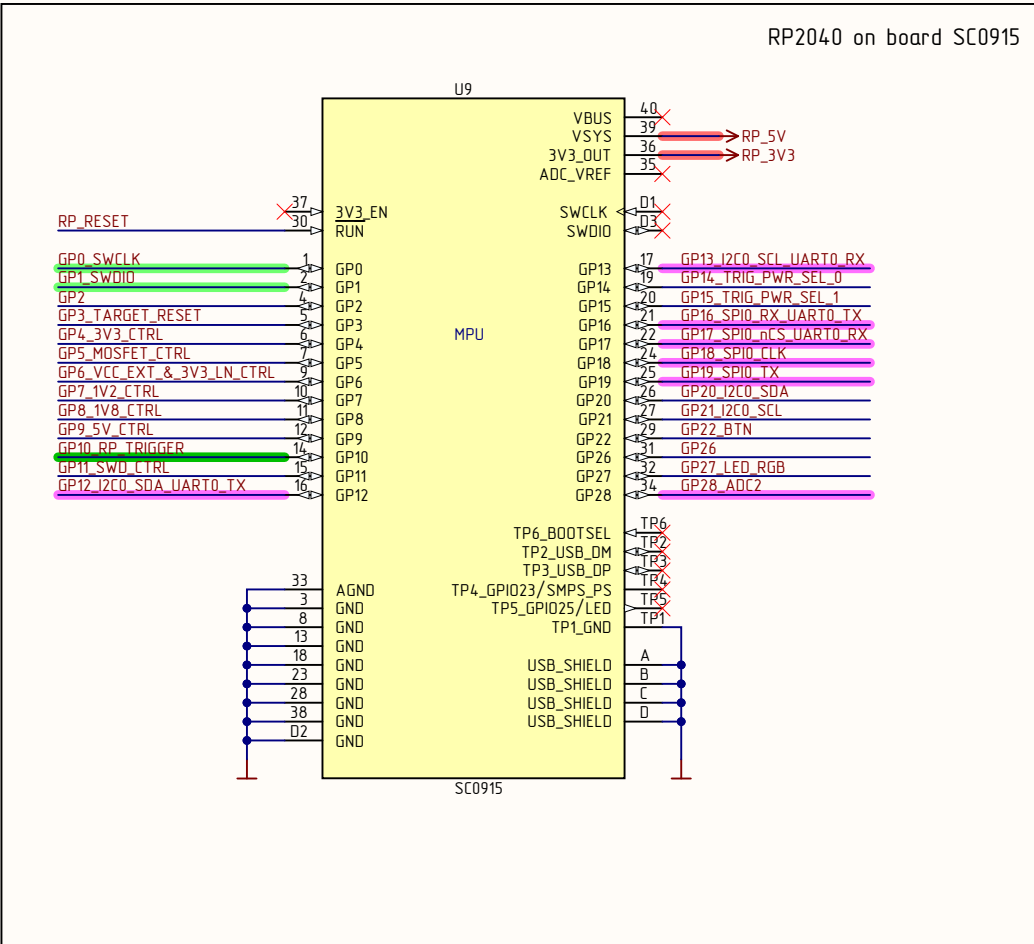 RP2040 on board SC0915
U9
VBUS 40
VSYS 39 RP_5V
3V3_OUT 36 RP_3V3
ADC_VREF 35
37 3V3_EN SWCLK D1
RP_RESET 30 RUN SWDIO D3
GP0_SWCLK 1 GP0 GP13 17 GP13_I2C0_SCL_UART0_RX
GP1_SWDIO 2 GP1 GP14 19 GP14_TRIG_PWR_SEL_0
GP2 4 GP2 GP15 20 GP15_TRIG_PWR_SEL_1
GP3_TARGET_RESET 5 GP3 GP16 21 GP16_SPI0_RX_UART0_TX
GP4_3V3_CTRL 6 GP4 MPU GP17 22 GP17_SPI0_nCS_UART0_RX
GP5_MOSFET_CTRL 7 GP5 GP18 24 GP18_SPI0_CLK
GP6_VCC_EXT_&_3V3_LN_CTRL 9 GP6 GP19 25 GP19_SPI0_TX
GP7_1V2_CTRL 10 GP7 GP20 26 GP20_I2C0_SDA
GP8_1V8_CTRL 11 GP8 GP21 27 GP21_I2C0_SCL
GP9_5V_CTRL 12 GP9 GP22 29 GP22_BTN
GP10_RP_TRIGGER 14 GP10 GP26 31 GP26
GP11_SWD_CTRL 15 GP11 GP27 32 GP27_LED_RGB
GP12_I2C0_SDA_UART0_TX 16 GP12 GP28 34 GP28_ADC2
TP6_BOOTSEL TP6
TP2_USB_DM TP2
TP3_USB_DP TP3
33 AGND TP4_GPIO23/SMPS_PS TP4
3 GND TP5_GPIO25/LED TP5
8 GND TP1_GND TP1
13 GND
18 GND USB_SHIELD A
23 GND USB_SHIELD B
28 GND USB_SHIELD C
38 GND USB_SHIELD D
D2 GND
SC0915